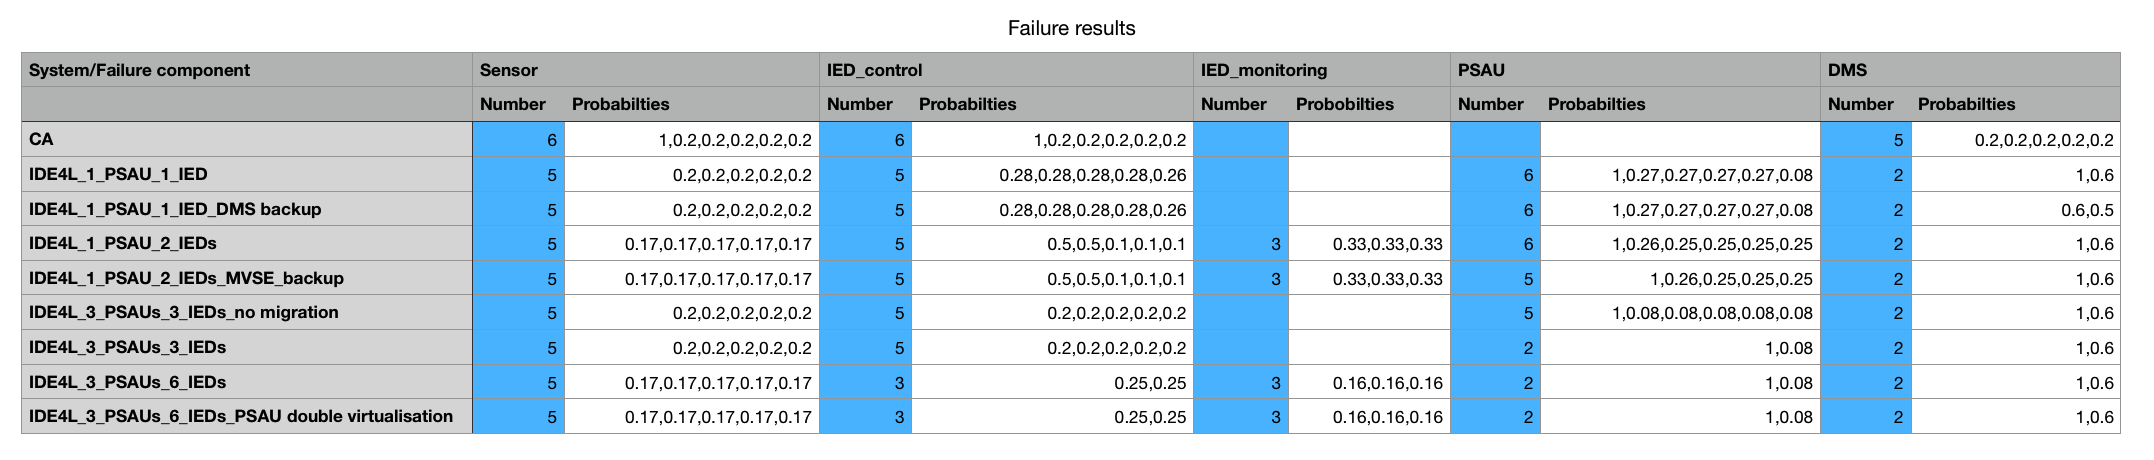 Failure results
System/Failure component Sensor IED_control IED_monitoring PSAU DMS
Number Probabilties Number Probabilties Number Probobilties Number Probabilties Number Probabilties
CA 6 1,0.2,0.2,0.2,0.2,0.2 6 1,0.2,0.2,0.2,0.2,0.2 5 0.2,0.2,0.2,0.2,0.2
IDE4L_1_PSAU_1_IED 5 0.2,0.2,0.2,0.2,0.2 5 0.28,0.28,0.28,0.28,0.26 6 1,0.27,0.27,0.27,0.27,0.08 2 1,0.6
IDE4L_1_PSAU_1_IED_DMS backup 5 0.2,0.2,0.2,0.2,0.2 5 0.28,0.28,0.28,0.28,0.26 6 1,0.27,0.27,0.27,0.27,0.08 2 0.6,0.5
IDE4L_1_PSAU_2_IEDs 5 0.17,0.17,0.17,0.17,0.17 5 0.5,0.5,0.1,0.1,0.1 3 0.33,0.33,0.33 6 1,0.26,0.25,0.25,0.25,0.25 2 1,0.6
IDE4L_1_PSAU_2_IEDs_MVSE_backup 5 0.17,0.17,0.17,0.17,0.17 5 0.5,0.5,0.1,0.1,0.1 3 0.33,0.33,0.33 5 1,0.26,0.25,0.25,0.25 2 1,0.6
IDE4L_3_PSAUs_3_IEDs_no migration 5 0.2,0.2,0.2,0.2,0.2 5 0.2,0.2,0.2,0.2,0.2 5 1,0.08,0.08,0.08,0.08,0.08 2 1,0.6
IDE4L_3_PSAUs_3_IEDs 5 0.2,0.2,0.2,0.2,0.2 5 0.2,0.2,0.2,0.2,0.2 2 1,0.08 2 1,0.6
IDE4L_3_PSAUs_6_IEDs 5 0.17,0.17,0.17,0.17,0.17 3 0.25,0.25 3 0.16,0.16,0.16 2 1,0.08 2 1,0.6
IDE4L_3_PSAUs_6_IEDs_PSAU double virtualisation 5 0.17,0.17,0.17,0.17,0.17 3 0.25,0.25 3 0.16,0.16,0.16 2 1,0.08 2 1,0.6